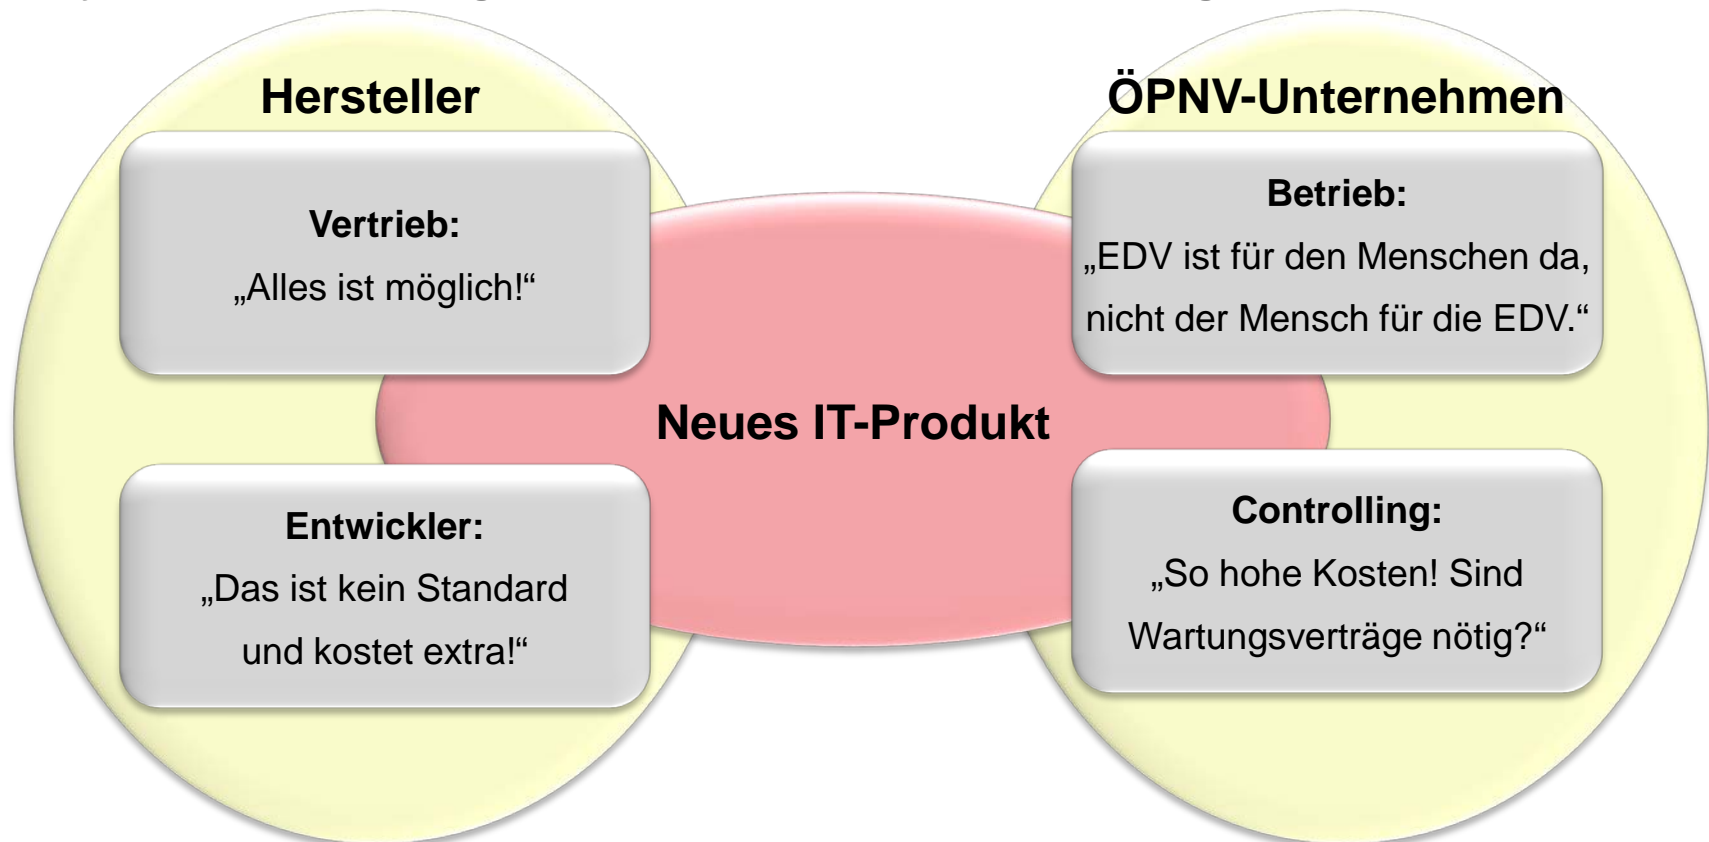 Hersteller
Vertrieb:
„Alles ist möglich!“
Entwickler:
„Das ist kein Standard
und kostet extra!“
Neues IT-Produkt
ÖPNV-Unternehmen
Betrieb:
„EDV ist für den Menschen da,
nicht der Mensch für die EDV.“
Controlling:
„So hohe Kosten! Sind
Wartungsverträge nötig?“